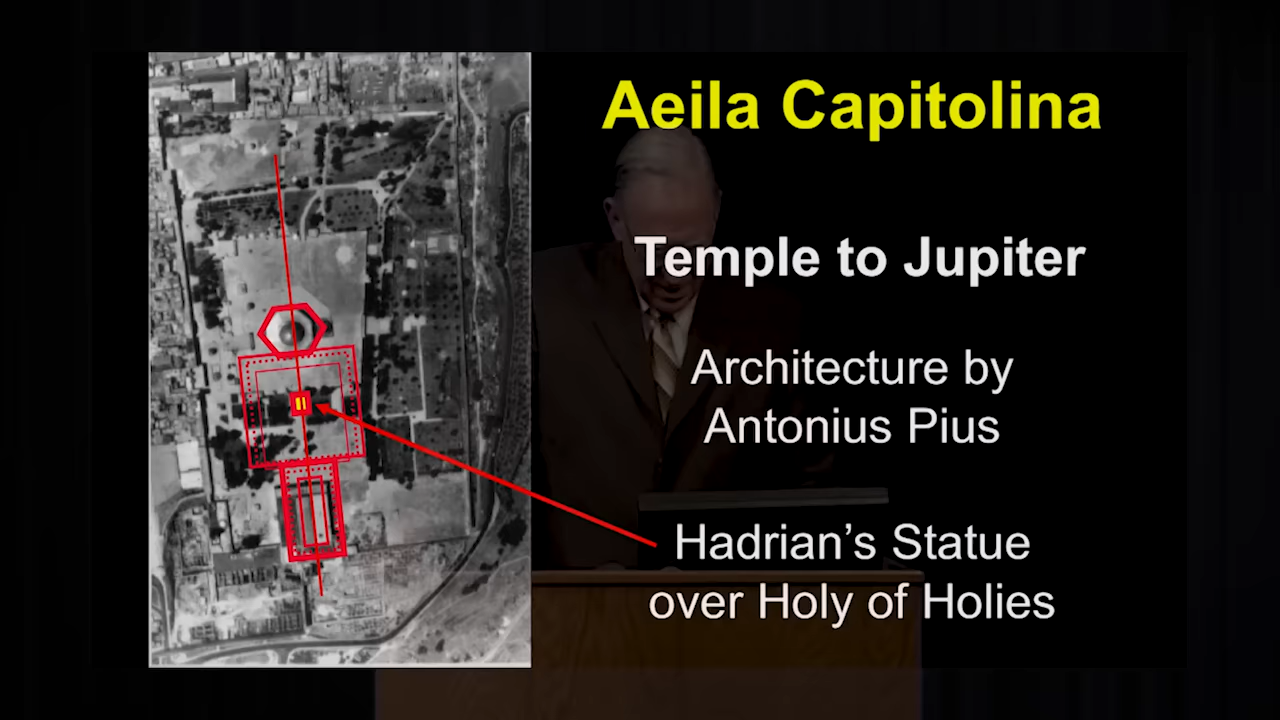 Aeila Capitolina
Temple to Jupiter
Architecture by
Antonius Pius
Hadrian's Statue
over Holy of Holies